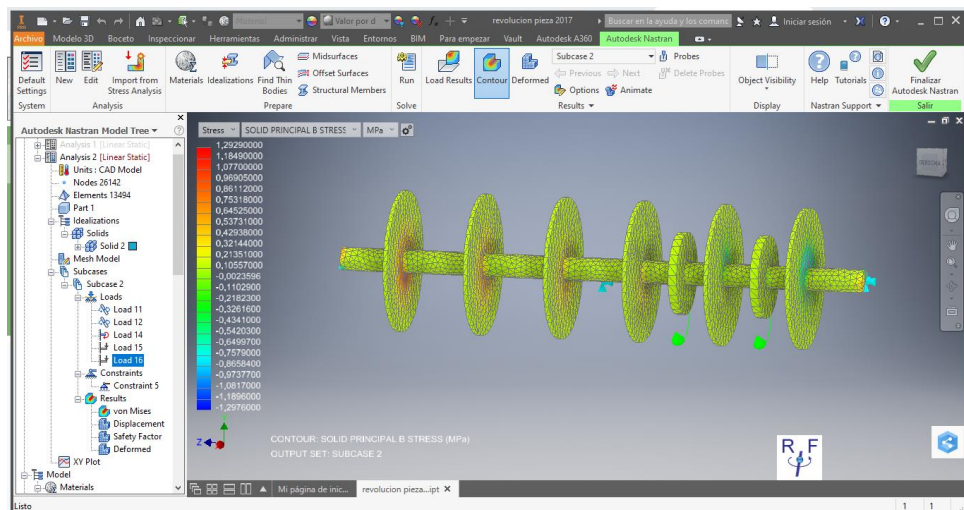 Material
Valor por d
revolucion pieza 2017
Buscar en la ayuda y los comanc
Iniciar sesión
Archivo Modelo 3D Boceto Inspeccionar Herramientas Administrar Vista Entornos BIM Para empezar Vault Autodesk A360 Autodesk Nastran
Default Settings
New
Edit
Import from Stress Analysis
Materials
Idealizations
Find Thin Bodies
Midsurfaces
Offset Surfaces
Structural Members
Run
Load Results
Contour
Deformed
Subcase 2
Previous
Next
Options
Animate
Probes
Delete Probes
Object Visibility
Help
Tutorials
Finalizar Autodesk Nastran
System Analysis Prepare Solve Results Display Nastran Support Salir
Autodesk Nastran Model Tree
Analysis 1 [Linear Static]
Analysis 2 [Linear Static]
Units : CAD Model
Nodes 26142
Elements 13494
Part 1
Idealizations
Solids
Solid 2
Mesh Model
Subcases
Subcase 2
Loads
Load 11
Load 12
Load 14
Load 15
Load 16
Constraints
Constraint 5
Results
von Mises
Displacement
Safety Factor
Deformed
XY Plot
Model
Materials
Stress SOLID PRINCIPAL B STRESS MPa
1,29290000
1,18490000
1,07700000
0,96905000
0,86112000
0,75318000
0,64525000
0,53731000
0,42938000
0,32144000
0,21351000
0,10557000
-0,0023596
-0,1102900
-0,2182300
-0,3261600
-0,4341000
-0,5420300
-0,6499700
-0,7579000
-0,8658400
-0,9737700
-1,0817000
-1,1896000
-1,2976000
Y
Z
CONTOUR: SOLID PRINCIPAL B STRESS (MPa)
OUTPUT SET: SUBCASE 2
R F
Mi página de inic... revolucion pieza....ipt
Listo
1 1